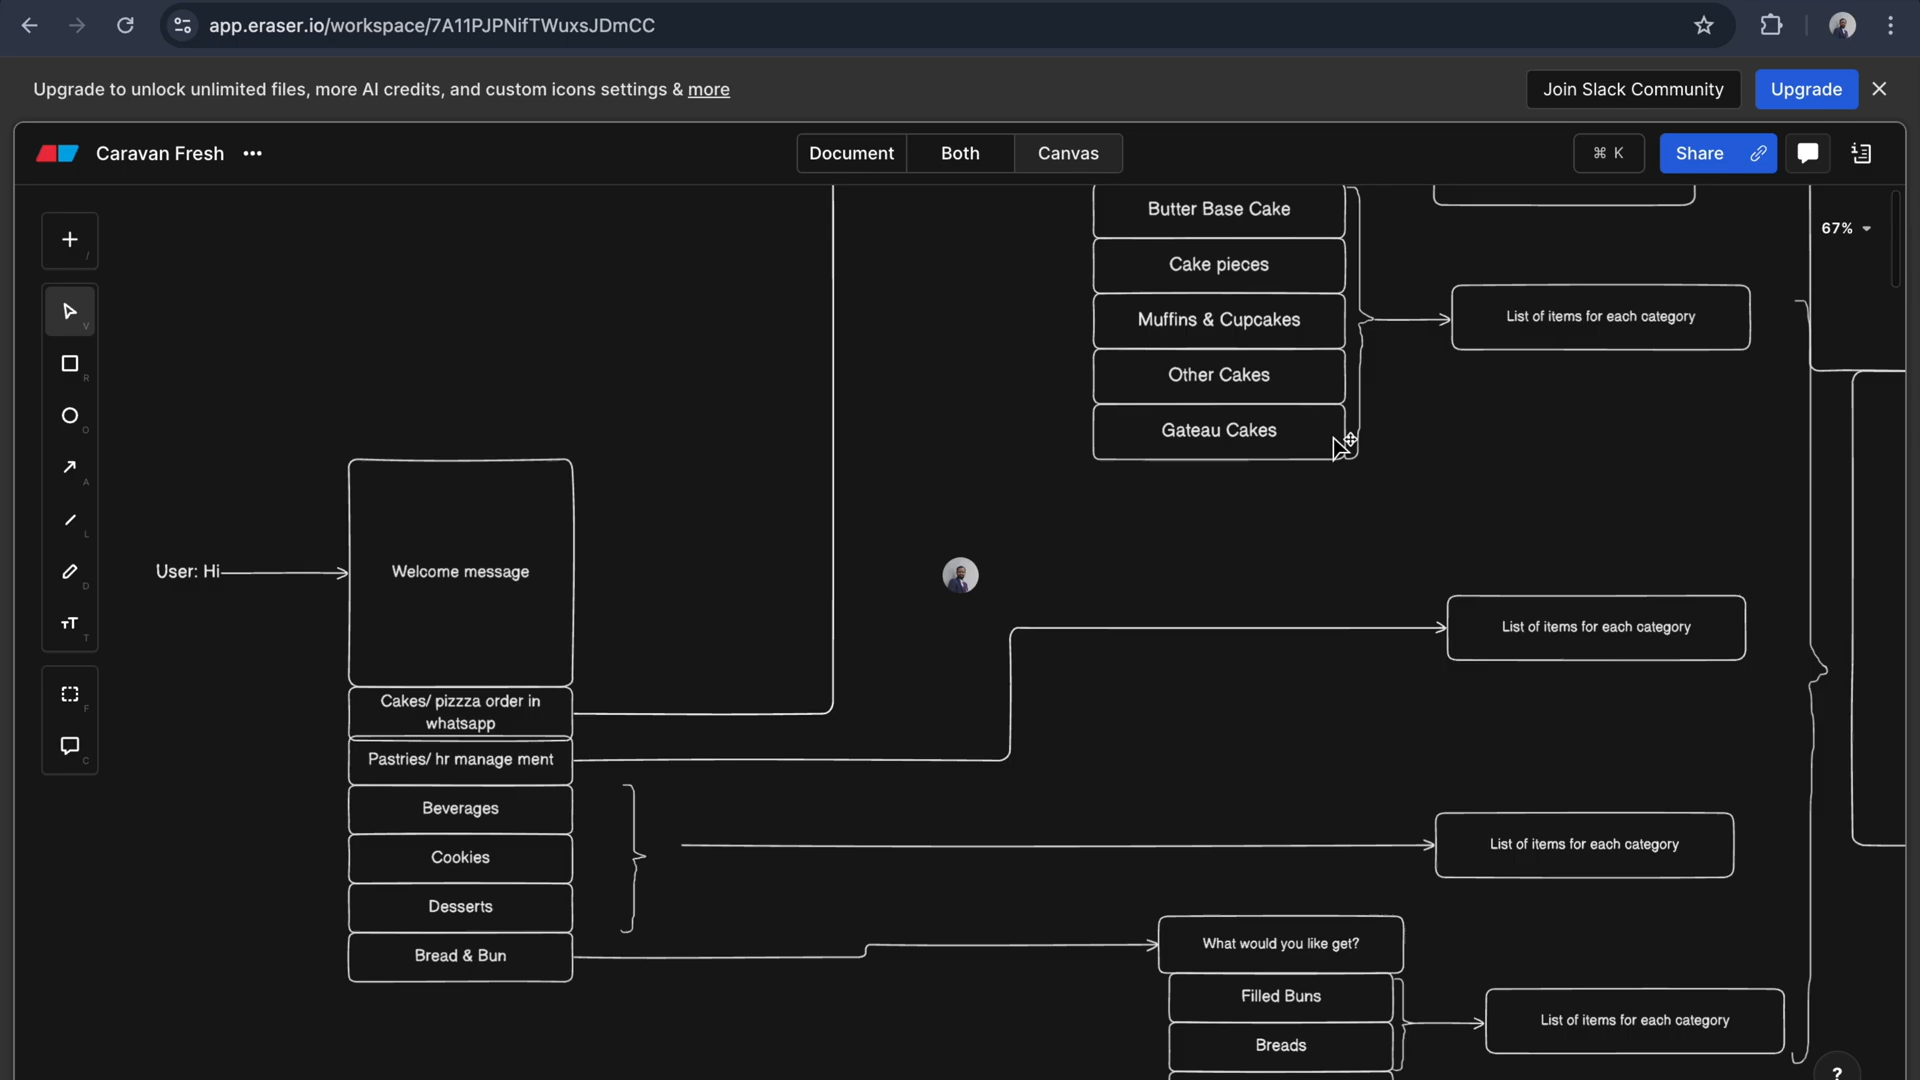 app.eraser.io/workspace/7A11PJPNifTWuxsJDmCC
Upgrade to unlock unlimited files, more AI credits, and custom icons settings & more
Join Slack Community
Upgrade
Caravan Fresh
Document
Both
Canvas
⌘ K
Share
67%
/
V
R
O
A
L
D
T
F
C
Butter Base Cake
Cake pieces
Muffins & Cupcakes
Other Cakes
Gateau Cakes
List of items for each category
User: Hi
Welcome message
Cakes/ pizzza order in
whatsapp
Pastries/ hr manage ment
Beverages
Cookies
Desserts
Bread & Bun
List of items for each category
List of items for each category
What would you like get?
Filled Buns
Breads
List of items for each category
?